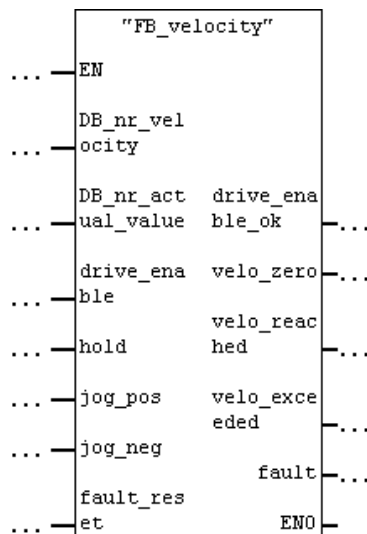 "FB_velocity"
... EN
DB_nr_vel
... ocity
DB_nr_act drive_ena
... ual_value ble_ok ...
drive_ena velo_zero ...
... ble
velo_reac
... hold hed ...
... jog_pos velo_exce
eded ...
... jog_neg
fault ...
fault_res
... et ENO